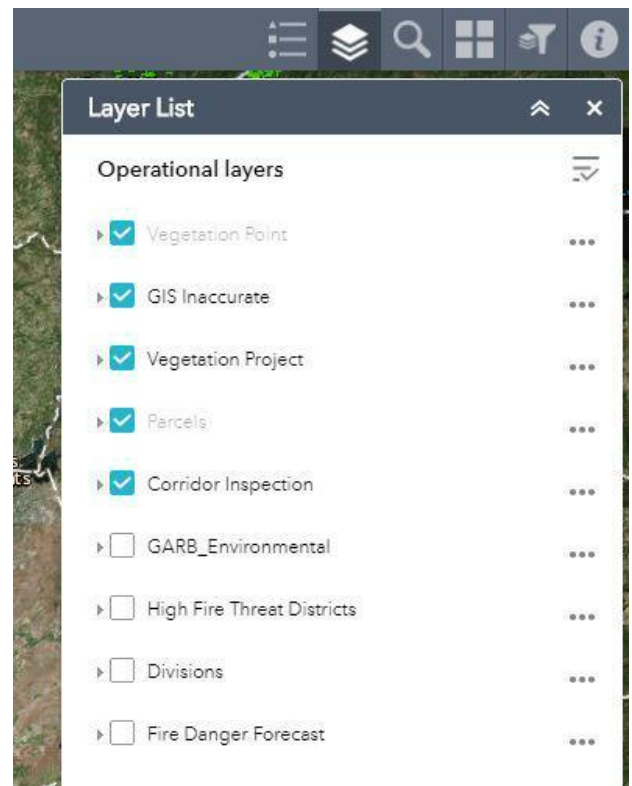 Layer List
Operational layers
Vegetation Point
GIS Inaccurate
Vegetation Project
Parcels
Corridor Inspection
GARB_Environmental
High Fire Threat Districts
Divisions
Fire Danger Forecast